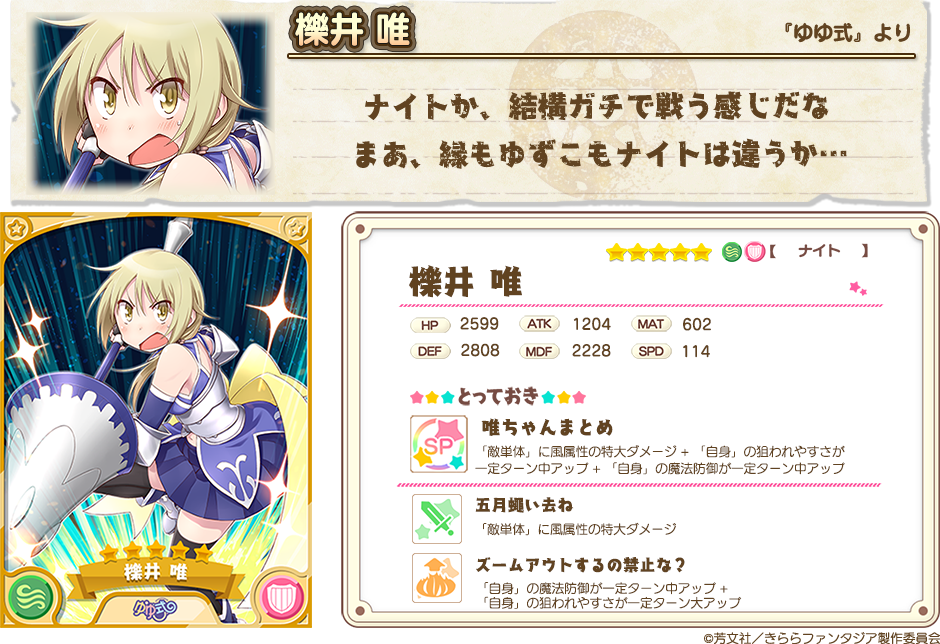 櫟井 唯
『ゆゆ式』より
ナイトか、結構ガチで戦う感じだな
まあ、縁もゆずこもナイトは違うか…
櫟井 唯
ゆゆ式
【 ナイト 】
櫟井 唯
HP 2599 ATK 1204 MAT 602
DEF 2808 MDF 2228 SPD 114
とっておき
SP
唯ちゃんまとめ
「敵単体」に風属性の特大ダメージ + 「自身」の狙われやすさが
一定ターン中アップ + 「自身」の魔法防御が一定ターン中アップ
五月蠅い去ね
「敵単体」に風属性の特大ダメージ
ズームアウトするの禁止な?
「自身」の魔法防御が一定ターン中アップ +
「自身」の狙われやすさが一定ターン大アップ
©芳文社／きららファンタジア製作委員会